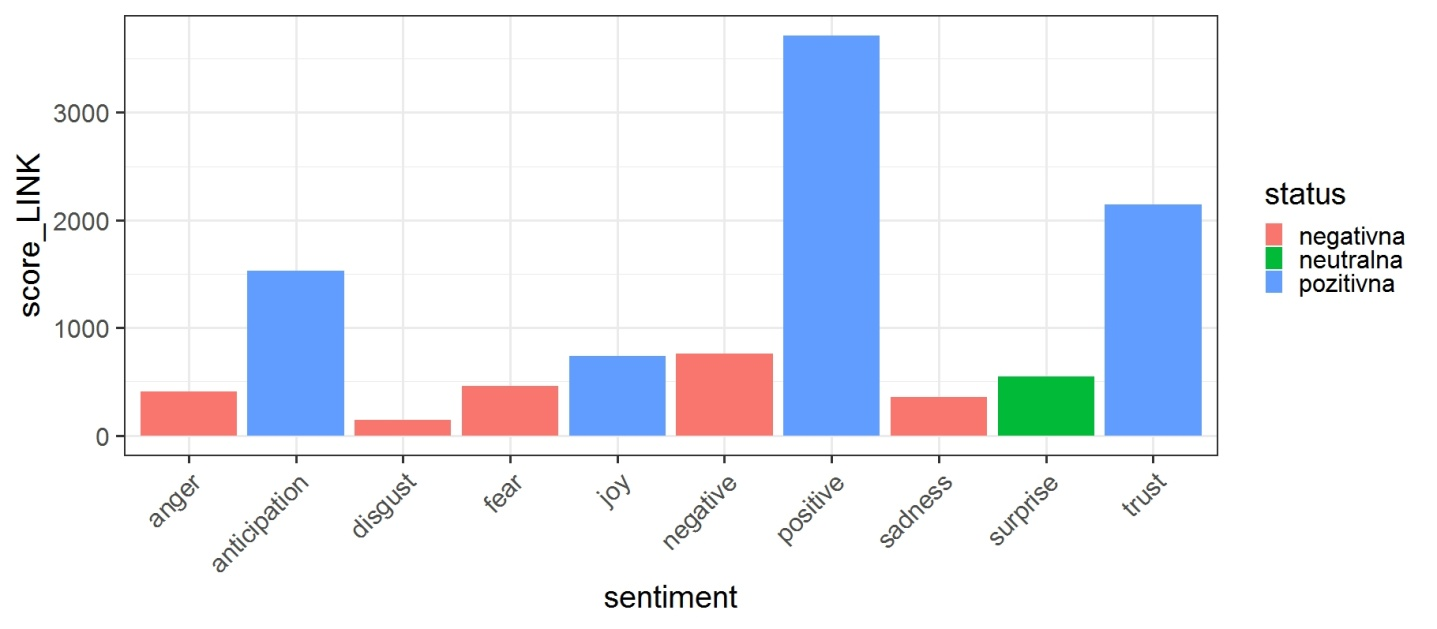 score_LINK
3000
2000
1000
0
anger
anticipation
disgust
fear
joy
negative
positive
sadness
surprise
trust
sentiment
status
negativna
neutralna
pozitivna